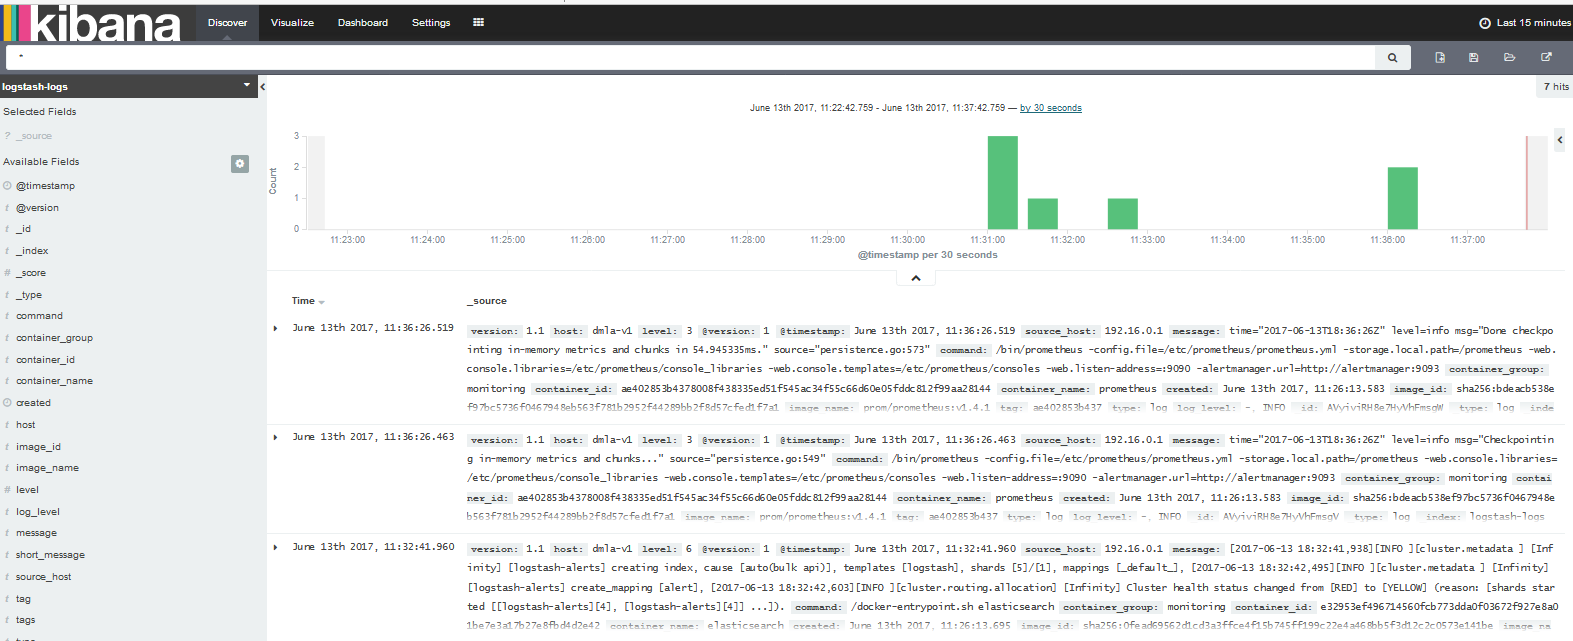 kibana Discover Visualize Dashboard Settings Last 15 minutes
*
logstash-logs
7 hits
Selected Fields
? _source
Available Fields
@timestamp
t @version
t _id
t _index
# _score
t _type
t command
t container_group
t container_id
t container_name
created
t host
t image_id
t image_name
# level
t log_level
t message
t short_message
t source_host
t tag
t tags
June 13th 2017, 11:22:42.759 - June 13th 2017, 11:37:42.759 — by 30 seconds
Count
3
2
1
0
11:23:00 11:24:00 11:25:00 11:26:00 11:27:00 11:28:00 11:29:00 11:30:00 11:31:00 11:32:00 11:33:00 11:34:00 11:35:00 11:36:00 11:37:00
@timestamp per 30 seconds
Time _source
June 13th 2017, 11:36:26.519 version: 1.1 host: dmla-v1 level: 3 @version: 1 @timestamp: June 13th 2017, 11:36:26.519 source_host: 192.16.0.1 message: time="2017-06-13T18:36:26Z" level=info msg="Done checkpo
inting in-memory metrics and chunks in 54.945335ms." source="persistence.go:573" command: /bin/prometheus -config.file=/etc/prometheus/prometheus.yml -storage.local.path=/prometheus -web.
console.libraries=/etc/prometheus/console_libraries -web.console.templates=/etc/prometheus/consoles -web.listen-address=:9090 -alertmanager.url=http://alertmanager:9093 container_group:
monitoring container_id: ae402853b4378008f438335ed51f545ac34f55c66d60e05fddc812f99aa28144 container_name: prometheus created: June 13th 2017, 11:26:13.583 image_id: sha256:bdeacb538e
f97bc5736f0467948eb563f781b2952f44289bb2f8d57cfed1f7a1 image_name: prom/prometheus:v1.4.1 tag: ae402853b437 type: log log_level: -, INFO _id: AVyiviRH8e7HyVhFmsgW _type: log _inde
June 13th 2017, 11:36:26.463 version: 1.1 host: dmla-v1 level: 3 @version: 1 @timestamp: June 13th 2017, 11:36:26.463 source_host: 192.16.0.1 message: time="2017-06-13T18:36:26Z" level=info msg="Checkpointin
g in-memory metrics and chunks..." source="persistence.go:549" command: /bin/prometheus -config.file=/etc/prometheus/prometheus.yml -storage.local.path=/prometheus -web.console.libraries=
/etc/prometheus/console_libraries -web.console.templates=/etc/prometheus/consoles -web.listen-address=:9090 -alertmanager.url=http://alertmanager:9093 container_group: monitoring contai
ner_id: ae402853b4378008f438335ed51f545ac34f55c66d60e05fddc812f99aa28144 container_name: prometheus created: June 13th 2017, 11:26:13.583 image_id: sha256:bdeacb538ef97bc5736f0467948e
b563f781b2952f44289bb2f8d57cfed1f7a1 image_name: prom/prometheus:v1.4.1 tag: ae402853b437 type: log log_level: -, INFO _id: AVyiviRH8e7HyVhFmsgV _type: log _index: logstash-logs
June 13th 2017, 11:32:41.960 version: 1.1 host: dmla-v1 level: 6 @version: 1 @timestamp: June 13th 2017, 11:32:41.960 source_host: 192.16.0.1 message: [2017-06-13 18:32:41,938][INFO ][cluster.metadata ] [Inf
inity] [logstash-alerts] creating index, cause [auto(bulk api)], templates [logstash], shards [5]/[1], mappings [_default_], [2017-06-13 18:32:42,495][INFO ][cluster.metadata ] [Infinity]
[logstash-alerts] create_mapping [alert], [2017-06-13 18:32:42,603][INFO ][cluster.routing.allocation] [Infinity] Cluster health status changed from [RED] to [YELLOW] (reason: [shards star
ted [[logstash-alerts][4], [logstash-alerts][4]] ...]). command: /docker-entrypoint.sh elasticsearch container_group: monitoring container_id: e32953ef496714560fcb773dda0f03672f927e8a0
1be7e3a17b27e8fbd4d2e42 container_name: elasticsearch created: June 13th 2017, 11:26:13.695 image_id: sha256:0fead69562d1cd3a3ffce4f15b745ff199c22e4a468bb5f3d12c2c0573e141be image_na